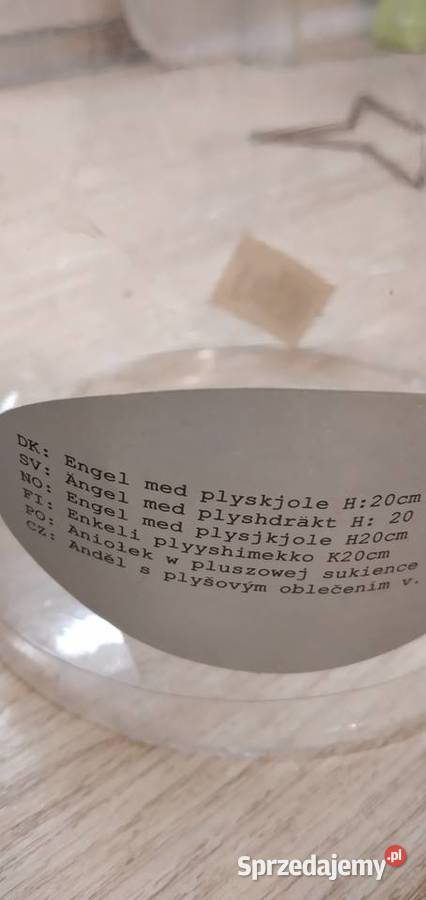 DK: Engel med plyskjole H:20cm
SV: Ängel med plyshdräkt H: 20
NO: Engel med plysjkjole H20cm
FI: Enkeli plyyshimekko K20cm
PO: Aniołek w pluszowej sukience
CZ: Anděl s plyšovým oblečením v.
Sprzedajemy.pl